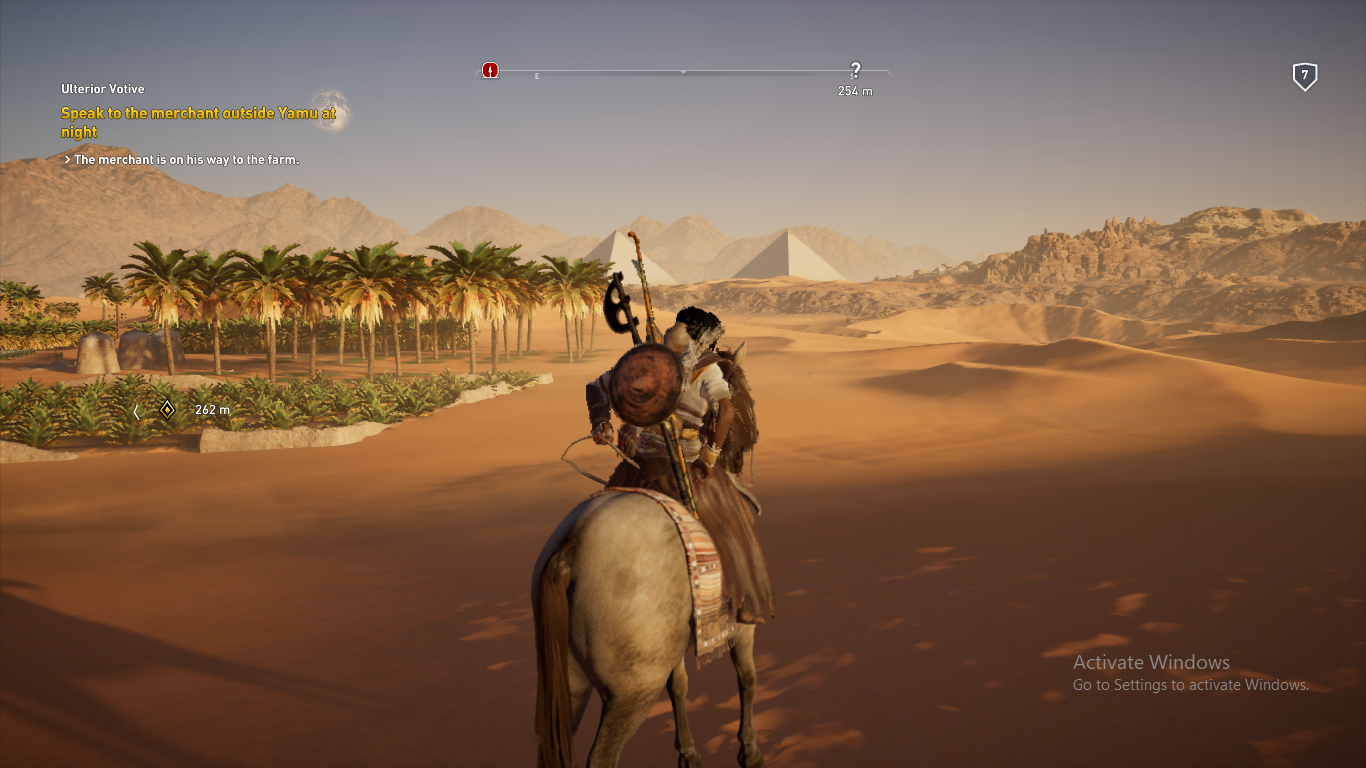 Ulterior Votive
Speak to the merchant outside Yamu at
night
> The merchant is on his way to the farm.
E
S
?
254 m
7
262 m
Activate Windows
Go to Settings to activate Windows.